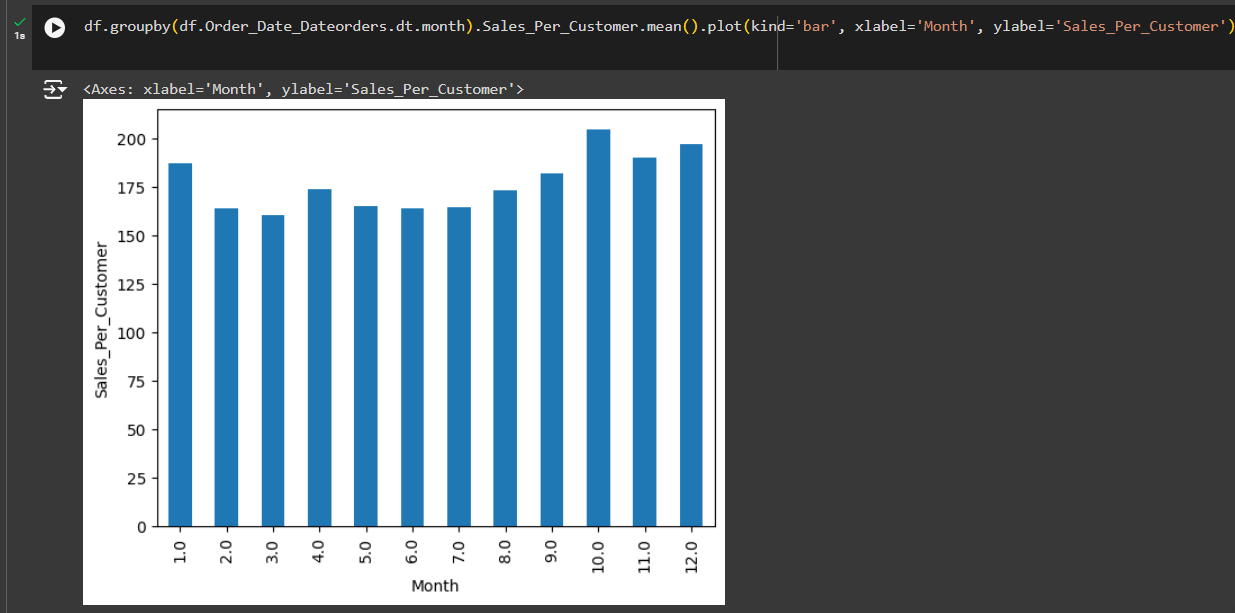 df.groupby(df.Order_Date_Dateorders.dt.month).Sales_Per_Customer.mean().plot(kind='bar', xlabel='Month', ylabel='Sales_Per_Customer')
1s
<Axes: xlabel='Month', ylabel='Sales_Per_Customer'>
200
175
150
125
100
75
50
25
0
Sales_Per_Customer
1.0 2.0 3.0 4.0 5.0 6.0 7.0 8.0 9.0 10.0 11.0 12.0
Month